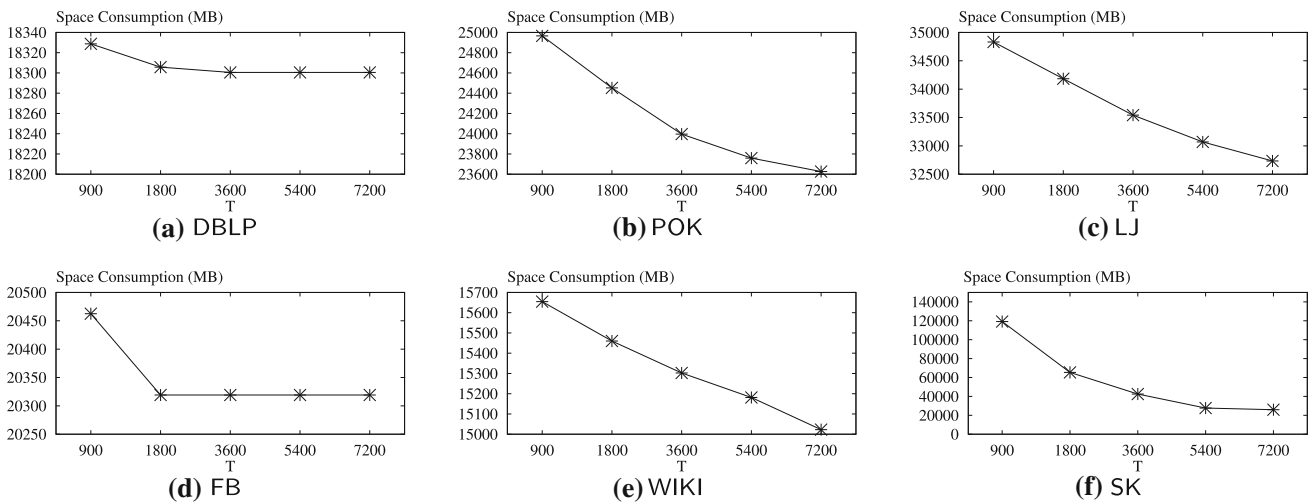 Space Consumption (MB)
18340
18320
18300
18280
18260
18240
18220
18200
900 1800 3600 5400 7200
T
(a) DBLP
Space Consumption (MB)
25000
24800
24600
24400
24200
24000
23800
23600
900 1800 3600 5400 7200
T
(b) POK
Space Consumption (MB)
35000
34500
34000
33500
33000
32500
900 1800 3600 5400 7200
T
(c) LJ
Space Consumption (MB)
20500
20450
20400
20350
20300
20250
900 1800 3600 5400 7200
T
(d) FB
Space Consumption (MB)
15700
15600
15500
15400
15300
15200
15100
15000
900 1800 3600 5400 7200
T
(e) WIKI
Space Consumption (MB)
140000
120000
100000
80000
60000
40000
20000
0
900 1800 3600 5400 7200
T
(f) SK